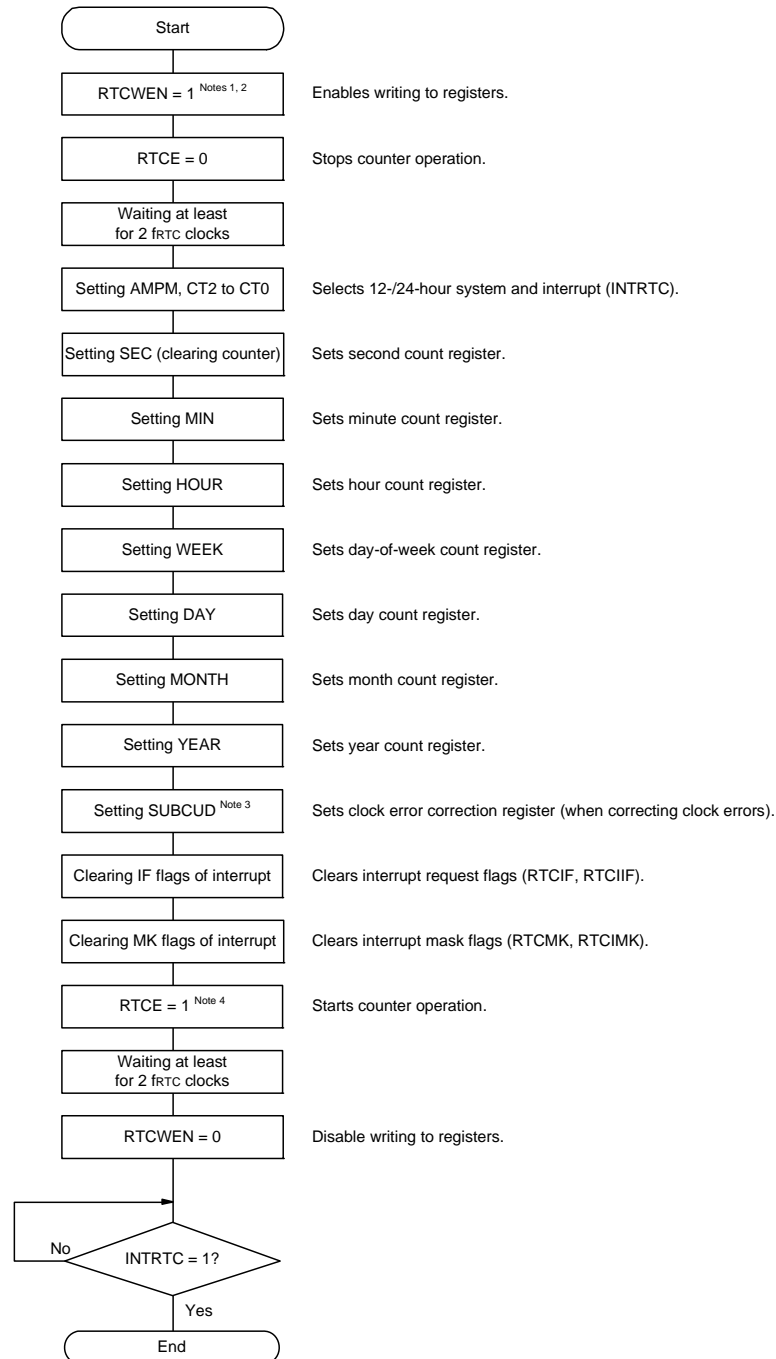 Start
RTCWEN = 1 Notes 1, 2
Enables writing to registers.
RTCE = 0
Stops counter operation.
Waiting at least
for 2 fRTC clocks
Setting AMPM, CT2 to CT0
Selects 12-/24-hour system and interrupt (INTRTC).
Setting SEC (clearing counter)
Sets second count register.
Setting MIN
Sets minute count register.
Setting HOUR
Sets hour count register.
Setting WEEK
Sets day-of-week count register.
Setting DAY
Sets day count register.
Setting MONTH
Sets month count register.
Setting YEAR
Sets year count register.
Setting SUBCUD Note 3
Sets clock error correction register (when correcting clock errors).
Clearing IF flags of interrupt
Clears interrupt request flags (RTCIF, RTCIIF).
Clearing MK flags of interrupt
Clears interrupt mask flags (RTCMK, RTCIMK).
RTCE = 1 Note 4
Starts counter operation.
Waiting at least
for 2 fRTC clocks
RTCWEN = 0
Disable writing to registers.
No
INTRTC = 1?
Yes
End